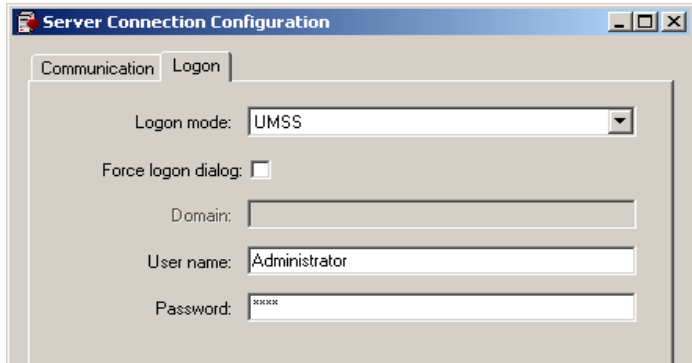 Server Connection Configuration
Communication Logon
Logon mode: UMSS
Force logon dialog:
Domain:
User name: Administrator
Password: ****